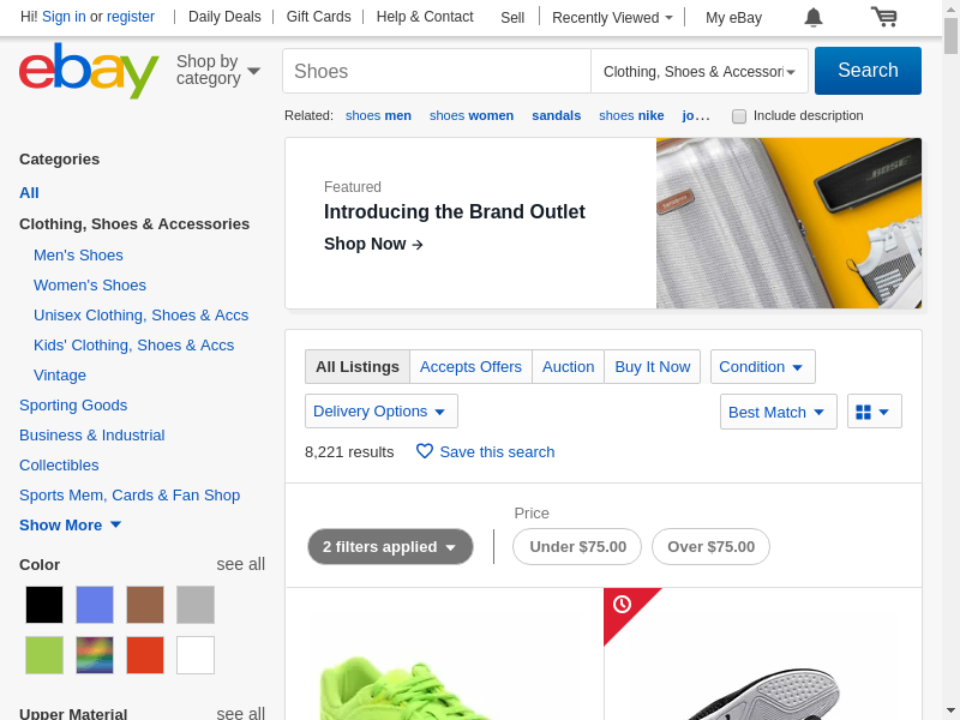 Hi! Sign in or register
Daily Deals
Gift Cards
Help & Contact
Sell
Recently Viewed
My eBay
ebay
Shop by category
Shoes
Clothing, Shoes & Accessori
Search
Related: shoes men shoes women sandals shoes nike jo...
Include description
Categories
All
Clothing, Shoes & Accessories
Men's Shoes
Women's Shoes
Unisex Clothing, Shoes & Accs
Kids' Clothing, Shoes & Accs
Vintage
Sporting Goods
Business & Industrial
Collectibles
Sports Mem, Cards & Fan Shop
Show More
Color
see all
Upper Material
see all
Featured
Introducing the Brand Outlet
Shop Now →
BOSE
All Listings
Accepts Offers
Auction
Buy It Now
Condition
Delivery Options
Best Match
8,221 results
Save this search
Price
2 filters applied
Under $75.00
Over $75.00